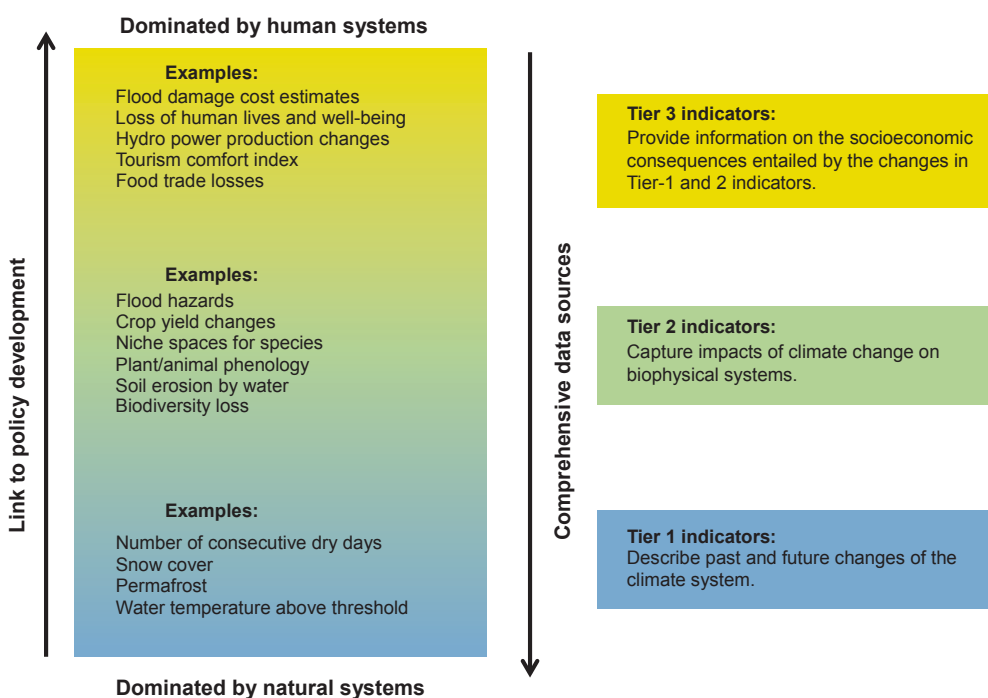 Dominated by human systems
Link to policy development
Examples:
Flood damage cost estimates
Loss of human lives and well-being
Hydro power production changes
Tourism comfort index
Food trade losses
Examples:
Flood hazards
Crop yield changes
Niche spaces for species
Plant/animal phenology
Soil erosion by water
Biodiversity loss
Examples:
Number of consecutive dry days
Snow cover
Permafrost
Water temperature above threshold
Dominated by natural systems
Comprehensive data sources
Tier 3 indicators:
Provide information on the socioeconomic
consequences entailed by the changes in
Tier-1 and 2 indicators.
Tier 2 indicators:
Capture impacts of climate change on
biophysical systems.
Tier 1 indicators:
Describe past and future changes of the
climate system.